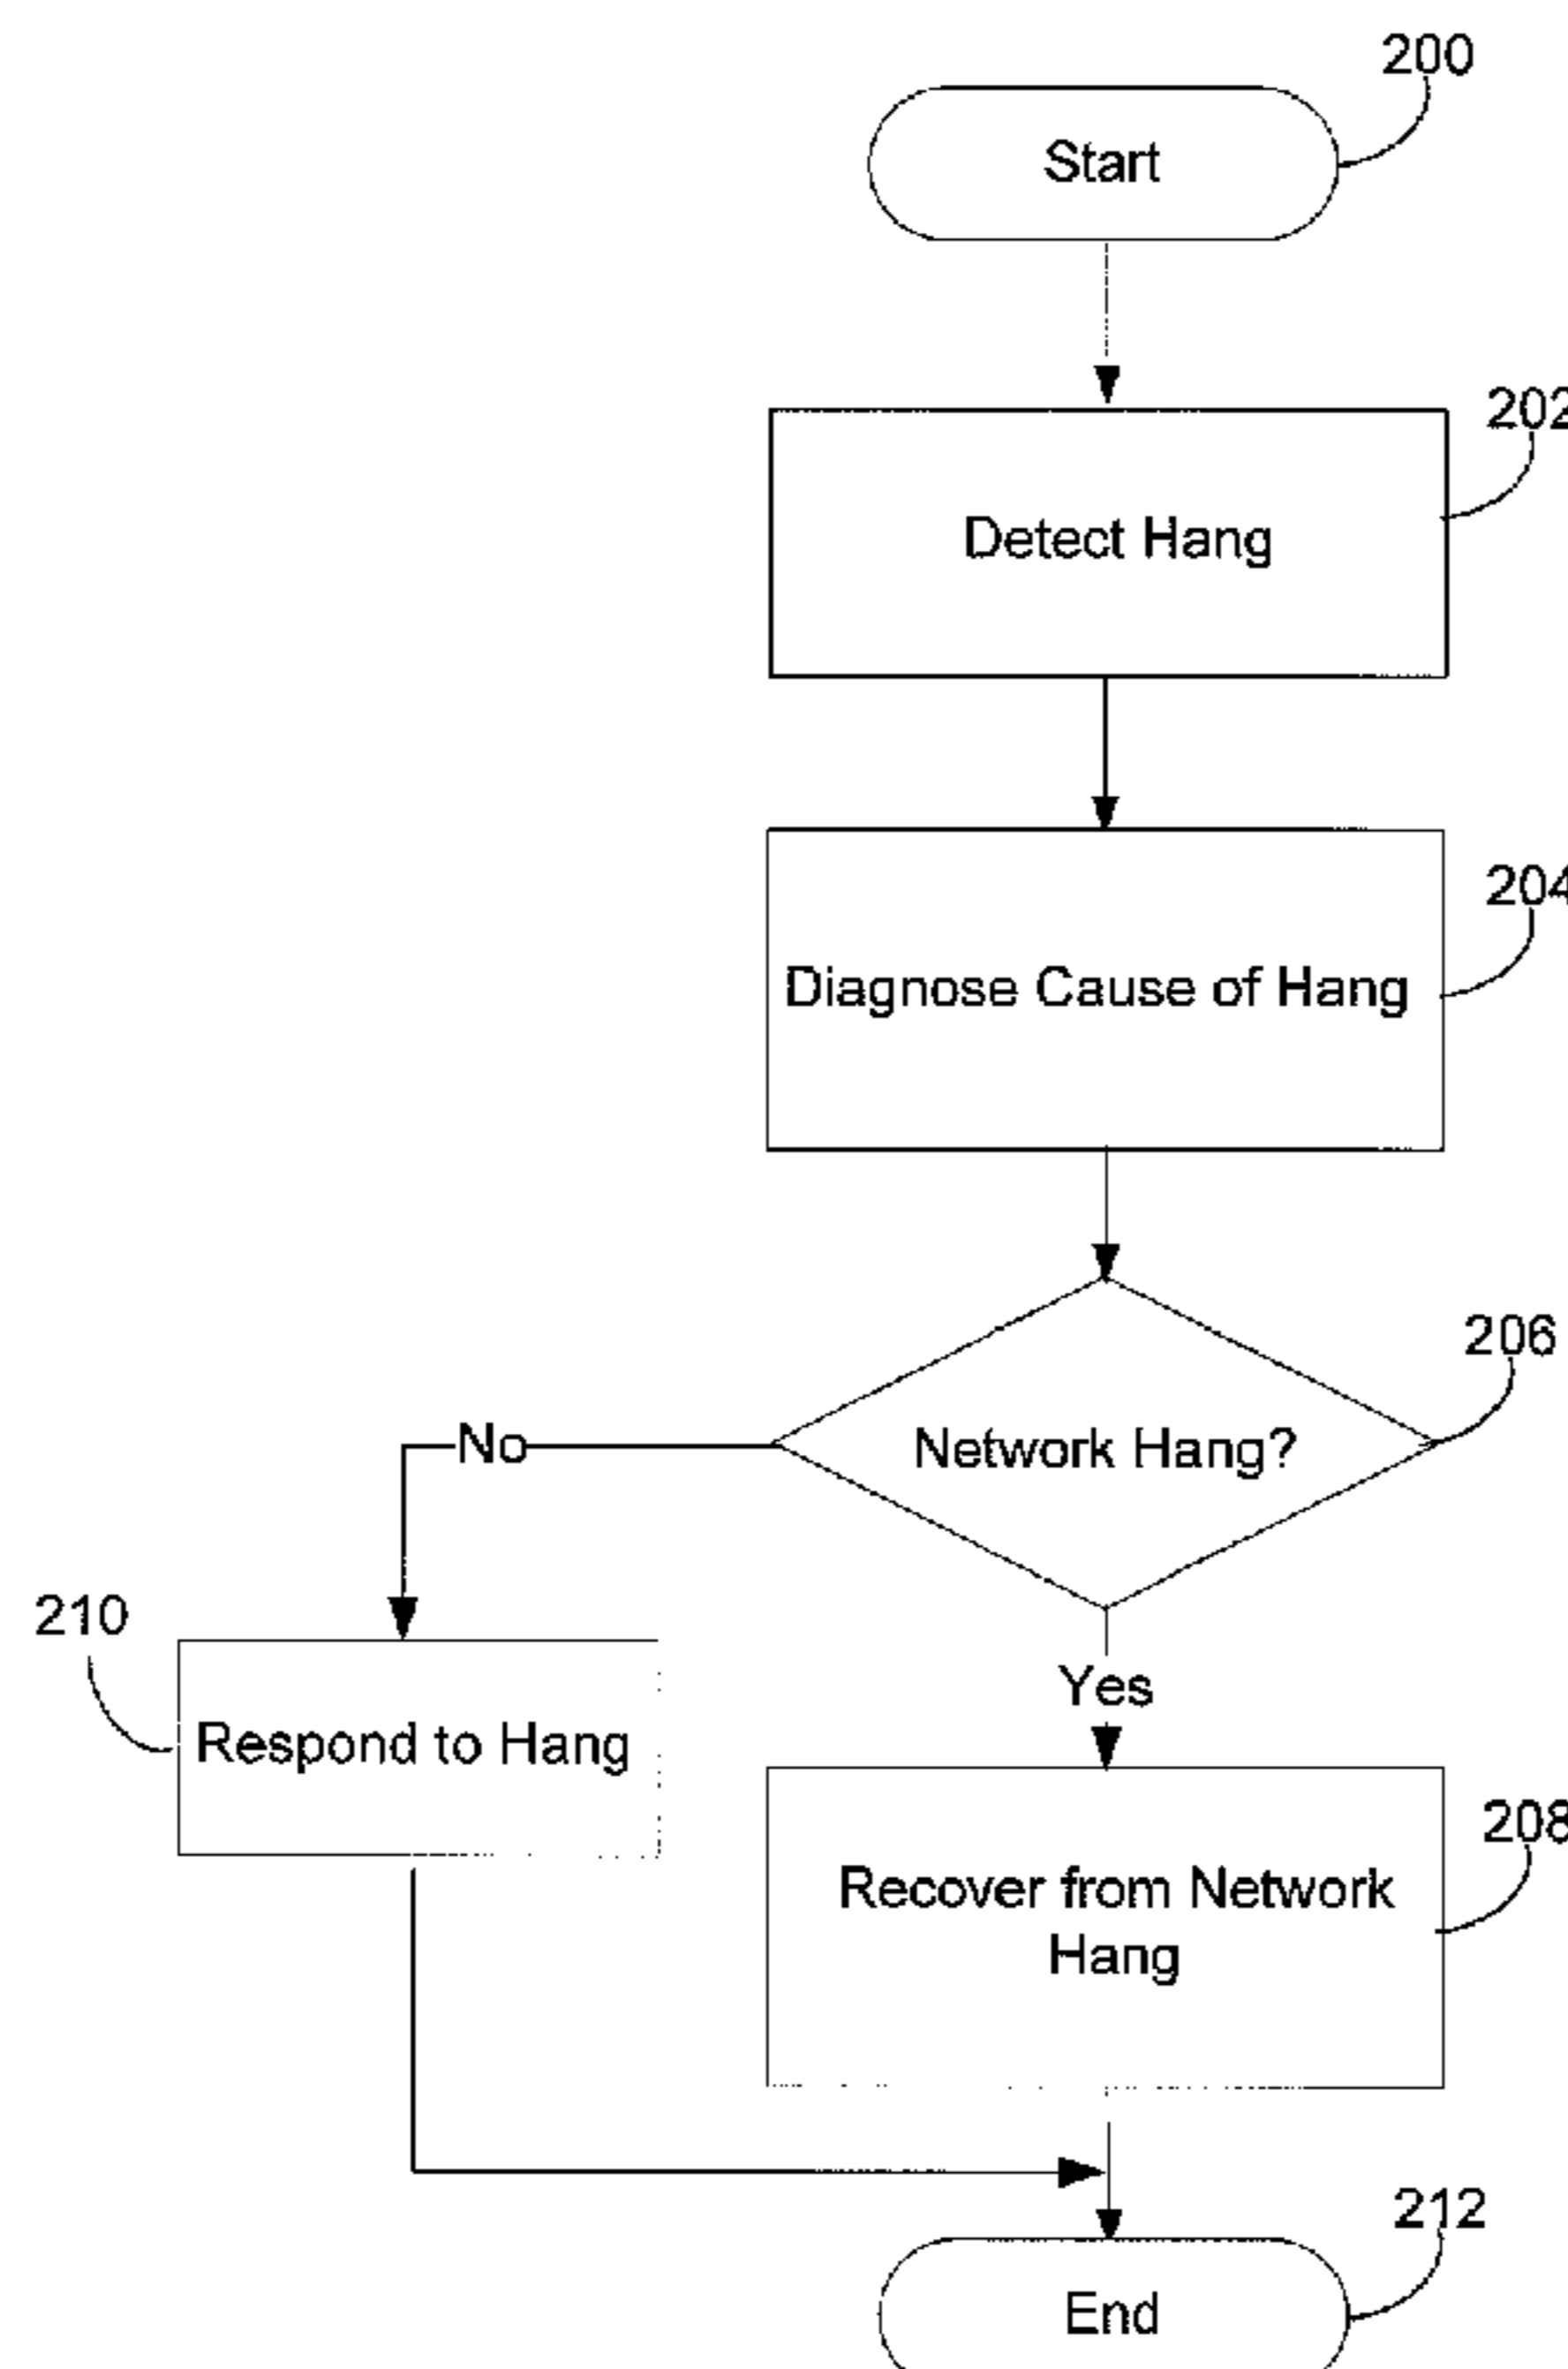 200
Start
202
Detect Hang
204
Diagnose Cause of Hang
206
Network Hang?
No
210
Yes
Respond to Hang
208
Recover from Network
Hang
212
End